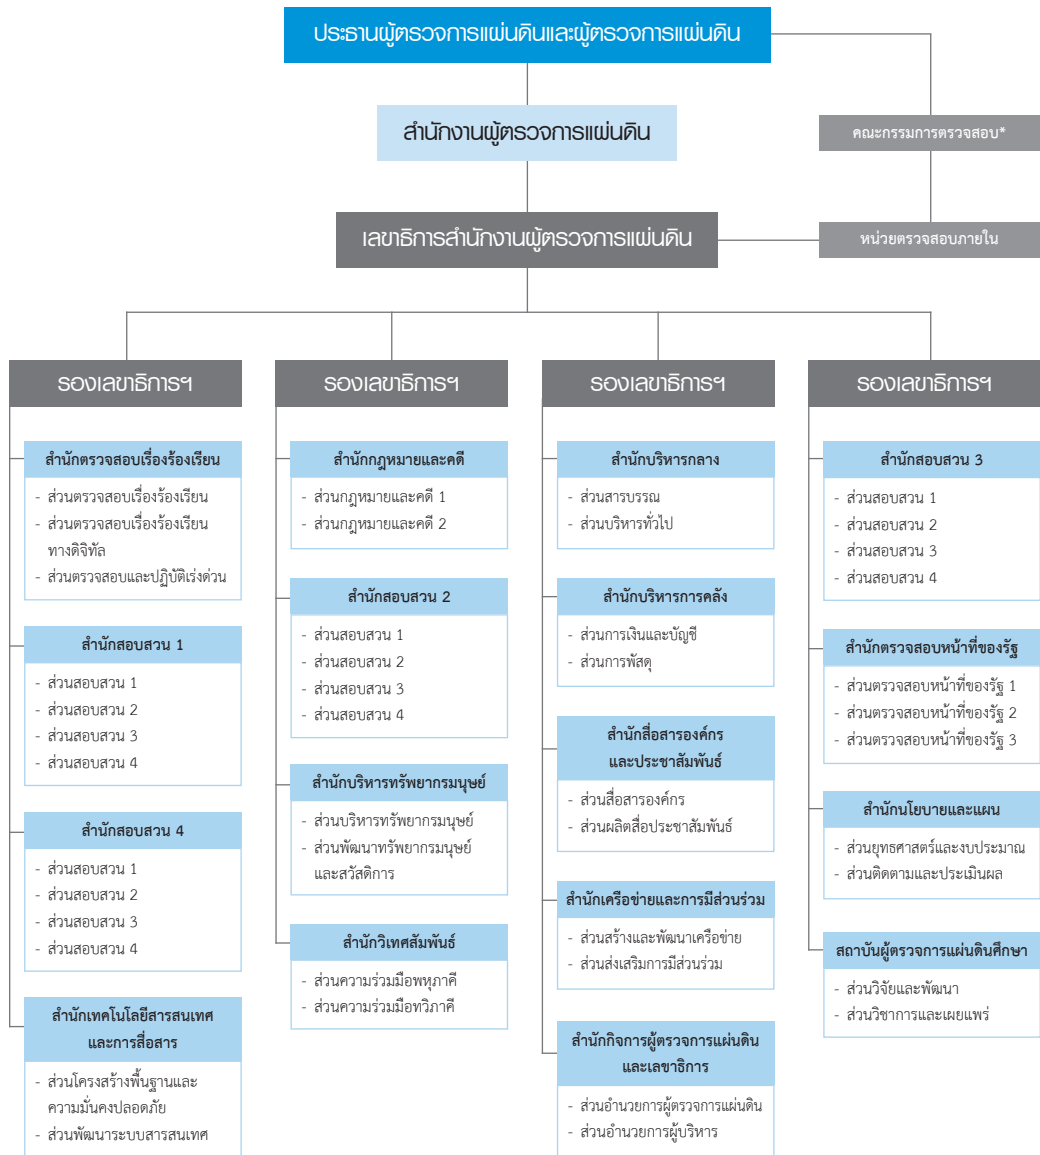 ประธานผู้ตรวจการแผ่นดินและผู้ตรวจการแผ่นดิน
สำนักงานผู้ตรวจการแผ่นดิน
คณะกรรมการตรวจสอบ*
เลขาธิการสำนักงานผู้ตรวจการแผ่นดิน
หน่วยตรวจสอบภายใน
รองเลขาธิการฯ
สำนักตรวจสอบเรื่องร้องเรียน
- ส่วนตรวจสอบเรื่องร้องเรียน
- ส่วนตรวจสอบเรื่องร้องเรียน
ทางดิจิทัล
- ส่วนตรวจสอบและปฏิบัติเร่งด่วน
สำนักสอบสวน 1
- ส่วนสอบสวน 1
- ส่วนสอบสวน 2
- ส่วนสอบสวน 3
- ส่วนสอบสวน 4
สำนักสอบสวน 4
- ส่วนสอบสวน 1
- ส่วนสอบสวน 2
- ส่วนสอบสวน 3
- ส่วนสอบสวน 4
สำนักเทคโนโลยีสารสนเทศ
และการสื่อสาร
- ส่วนโครงสร้างพื้นฐานและ
ความมั่นคงปลอดภัย
- ส่วนพัฒนาระบบสารสนเทศ
รองเลขาธิการฯ
สำนักกฎหมายและคดี
- ส่วนกฎหมายและคดี 1
- ส่วนกฎหมายและคดี 2
สำนักสอบสวน 2
- ส่วนสอบสวน 1
- ส่วนสอบสวน 2
- ส่วนสอบสวน 3
- ส่วนสอบสวน 4
สำนักบริหารทรัพยากรมนุษย์
- ส่วนบริหารทรัพยากรมนุษย์
- ส่วนพัฒนาทรัพยากรมนุษย์
และสวัสดิการ
สำนักวิเทศสัมพันธ์
- ส่วนความร่วมมือพหุภาคี
- ส่วนความร่วมมือทวิภาคี
รองเลขาธิการฯ
สำนักบริหารกลาง
- ส่วนสารบรรณ
- ส่วนบริหารทั่วไป
สำนักบริหารการคลัง
- ส่วนการเงินและบัญชี
- ส่วนการพัสดุ
สำนักสื่อสารองค์กร
และประชาสัมพันธ์
- ส่วนสื่อสารองค์กร
- ส่วนผลิตสื่อประชาสัมพันธ์
สำนักเครือข่ายและการมีส่วนร่วม
- ส่วนสร้างและพัฒนาเครือข่าย
- ส่วนส่งเสริมการมีส่วนร่วม
สำนักกิจการผู้ตรวจการแผ่นดิน
และเลขาธิการ
- ส่วนอำนวยการผู้ตรวจการแผ่นดิน
- ส่วนอำนวยการผู้บริหาร
รองเลขาธิการฯ
สำนักสอบสวน 3
- ส่วนสอบสวน 1
- ส่วนสอบสวน 2
- ส่วนสอบสวน 3
- ส่วนสอบสวน 4
สำนักตรวจสอบหน้าที่ของรัฐ
- ส่วนตรวจสอบหน้าที่ของรัฐ 1
- ส่วนตรวจสอบหน้าที่ของรัฐ 2
- ส่วนตรวจสอบหน้าที่ของรัฐ 3
สำนักนโยบายและแผน
- ส่วนยุทธศาสตร์และงบประมาณ
- ส่วนติดตามและประเมินผล
สถาบันผู้ตรวจการแผ่นดินศึกษา
- ส่วนวิจัยและพัฒนา
- ส่วนวิชาการและเผยแพร่